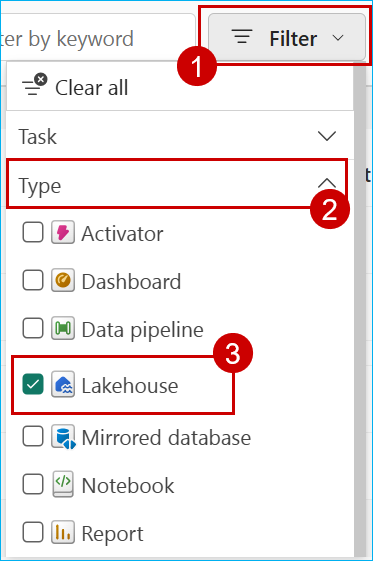 ter by keyword
Filter
1
Clear all
Task
Type
2
Activator
Dashboard
Data pipeline
3
Lakehouse
Mirrored database
Notebook
Report